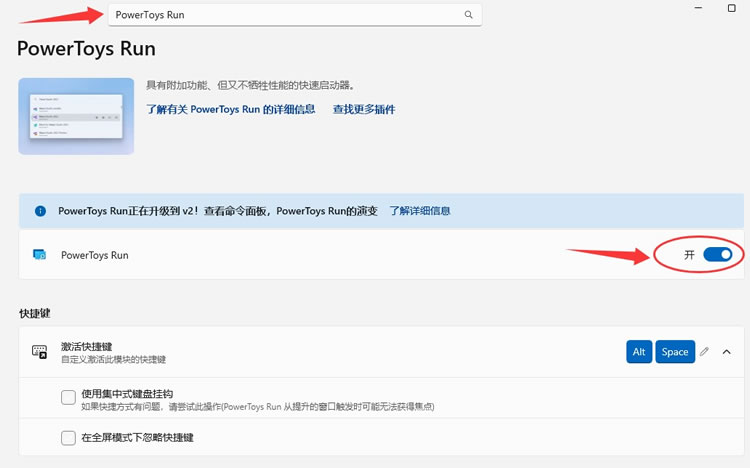 PowerToys Run
PowerToys Run
具有附加功能、但又不牺牲性能的快速启动器。
了解有关 PowerToys Run 的详细信息 查找更多插件
PowerToys Run正在升级到 v2！查看命令面板，PowerToys Run的演变 了解详细信息
PowerToys Run 开
快捷键
激活快捷键 Alt Space
自定义激活此模块的快捷键
使用集中式键盘挂钩
如果快捷方式有问题，请尝试此操作(PowerToys Run 从提升的窗口触发时可能无法获得焦点)
在全屏模式下忽略快捷键